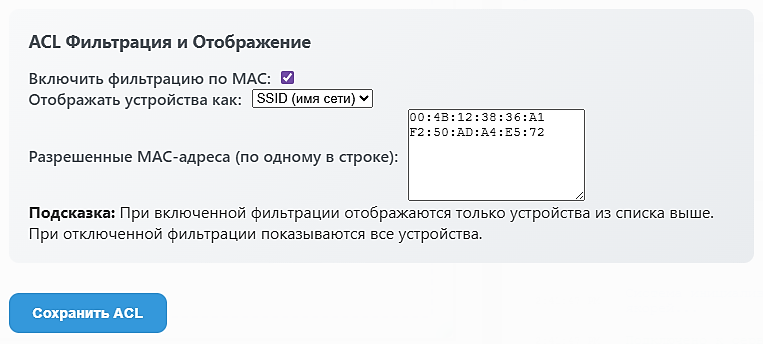 ACL Фильтрация и Отображение
Включить фильтрацию по MAC:
Отображать устройства как: SSID (имя сети)
00:4B:12:38:36:A1
F2:50:AD:A4:E5:72
Разрешенные MAC-адреса (по одному в строке):
Подсказка: При включенной фильтрации отображаются только устройства из списка выше.
При отключенной фильтрации показываются все устройства.
Сохранить ACL